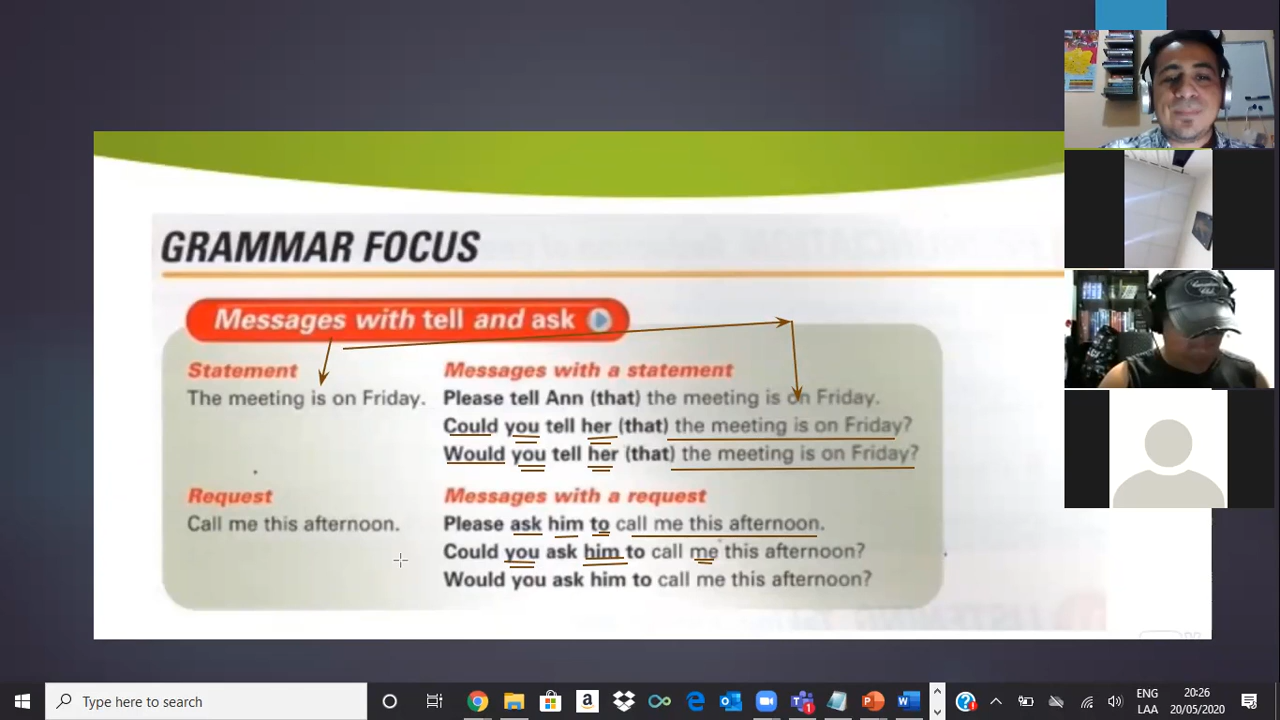 GRAMMAR FOCUS
Messages with tell and ask
Statement
The meeting is on Friday.
Messages with a statement
Please tell Ann (that) the meeting is on Friday.
Could you tell her (that) the meeting is on Friday?
Would you tell her (that) the meeting is on Friday?
Request
Call me this afternoon.
Messages with a request
Please ask him to call me this afternoon.
Could you ask him to call me this afternoon?
Would you ask him to call me this afternoon?
Type here to search
ENG
LAA
20:26
20/05/2020